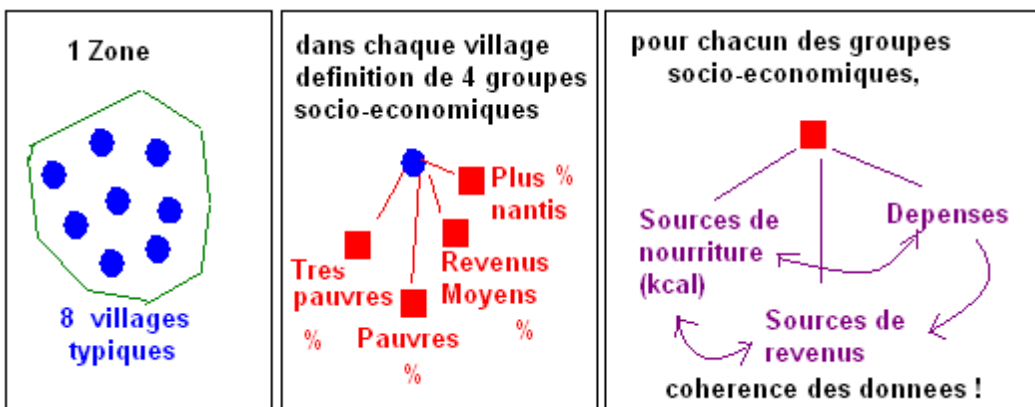 1 Zone
8 villages
typiques
dans chaque village
definition de 4 groupes
socio-economiques
Plus %
nantis
Tres
pauvres
%
Revenus
Moyens
%
Pauvres
%
pour chacun des groupes
socio-economiques,
Sources de
nourriture
(kcal)
Depenses
Sources de
revenus
coherence des donnees !